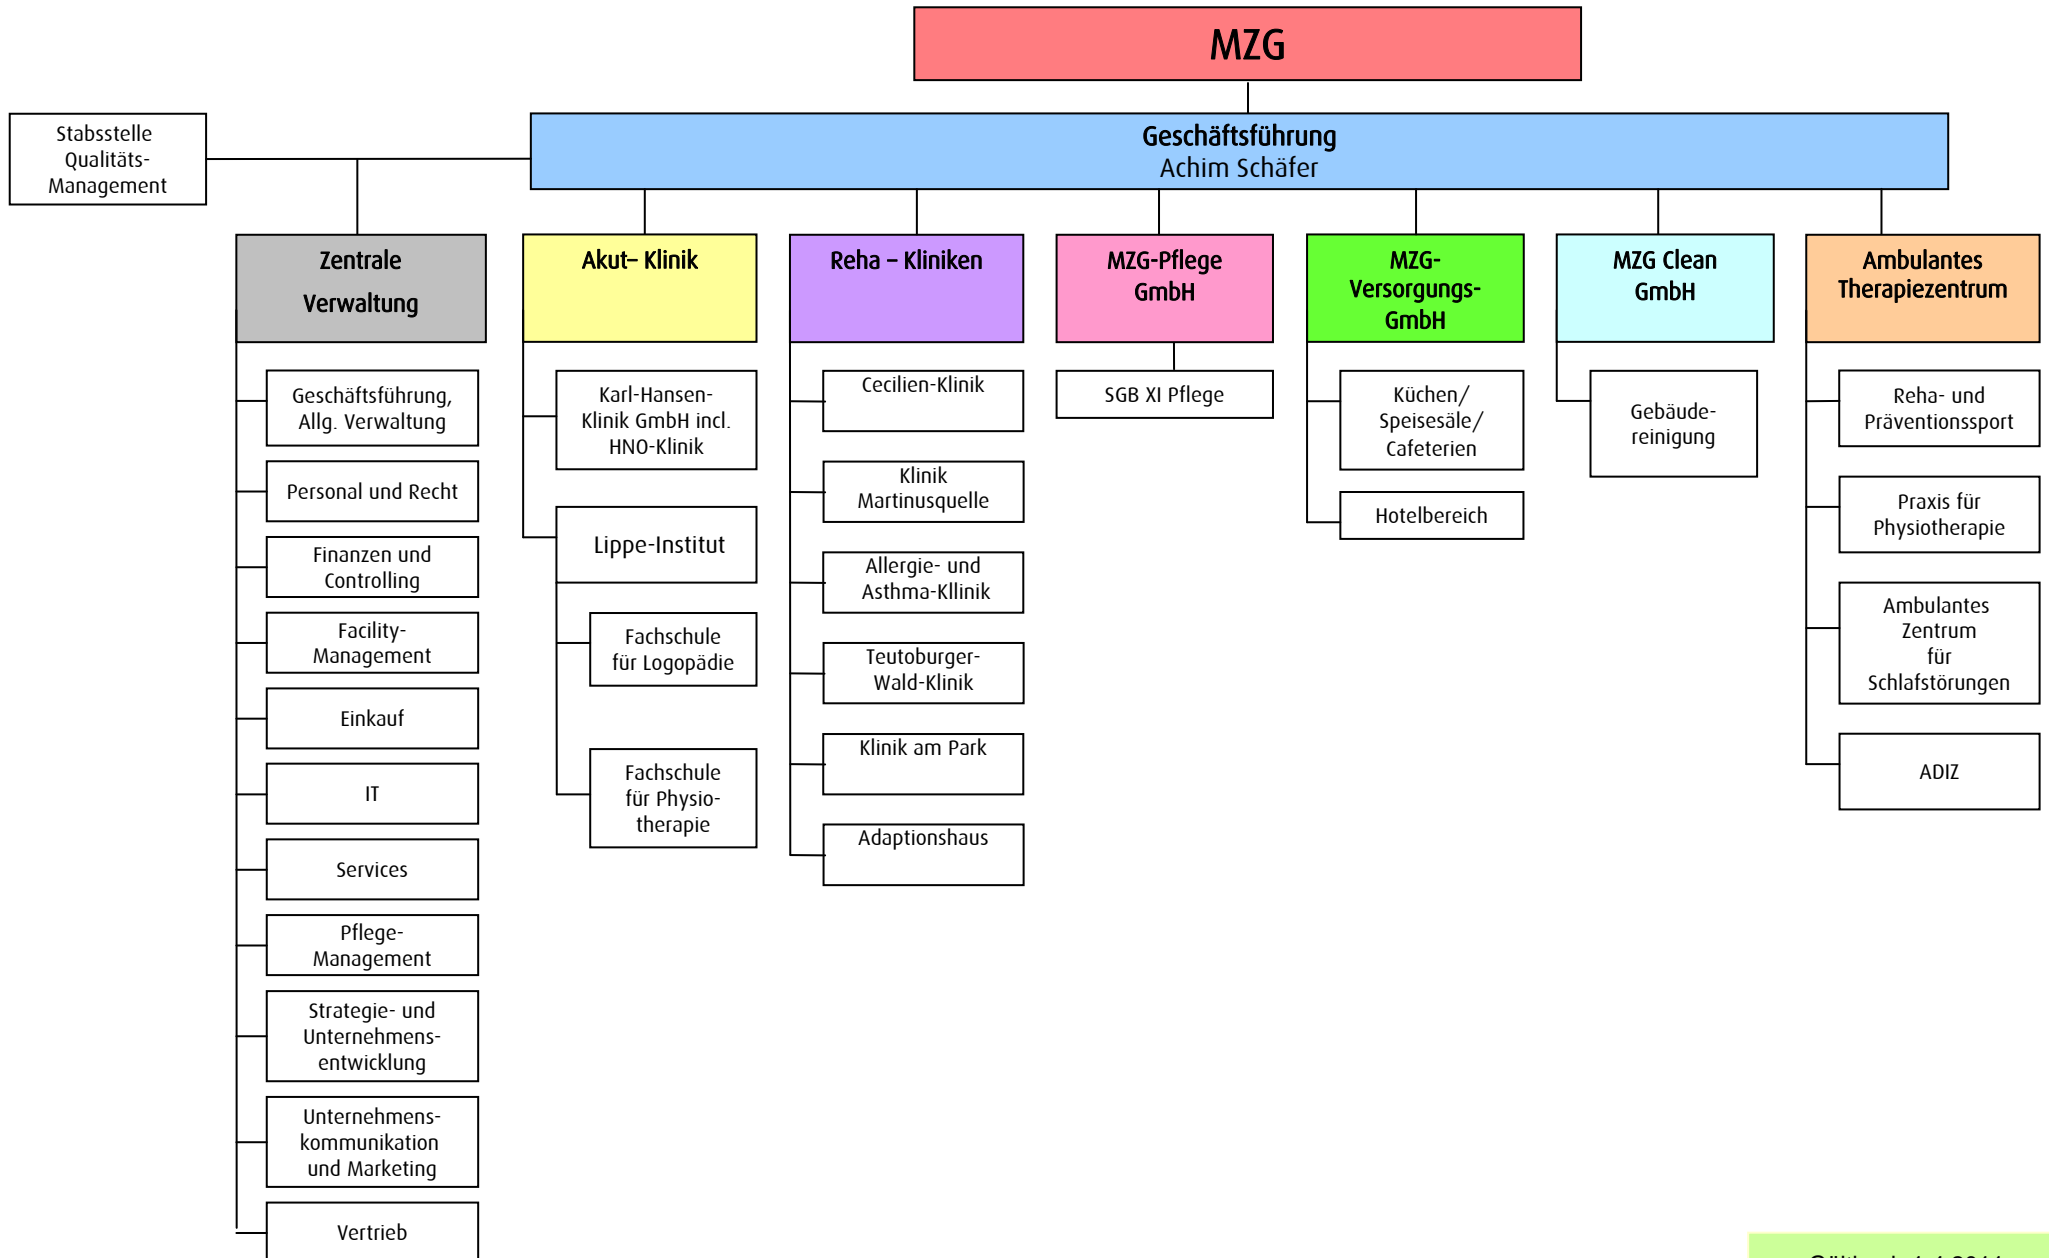 MZG
Geschäftsführung
Achim Schäfer
Stabsstelle
Qualitäts-
Management
Zentrale
Verwaltung
Geschäftsführung,
Allg. Verwaltung
Personal und Recht
Finanzen und
Controlling
Facility-
Management
Einkauf
IT
Services
Pflege-
Management
Strategie- und
Unternehmens-
entwicklung
Unternehmens-
kommunikation
und Marketing
Vertrieb
Akut– Klinik
Karl-Hansen-
Klinik GmbH incl.
HNO-Klinik
Lippe-Institut
Fachschule
für Logopädie
Fachschule
für Physio-
therapie
Reha – Kliniken
Cecilien-Klinik
Klinik
Martinusquelle
Allergie- und
Asthma-Kllinik
Teutoburger-
Wald-Klinik
Klinik am Park
Adaptionshaus
MZG-Pflege
GmbH
SGB XI Pflege
MZG-
Versorgungs-
GmbH
Küchen/
Speisesäle/
Cafeterien
Hotelbereich
MZG Clean
GmbH
Gebäude-
reinigung
Ambulantes
Therapiezentrum
Reha- und
Präventionssport
Praxis für
Physiotherapie
Ambulantes
Zentrum
für
Schlafstörungen
ADIZ